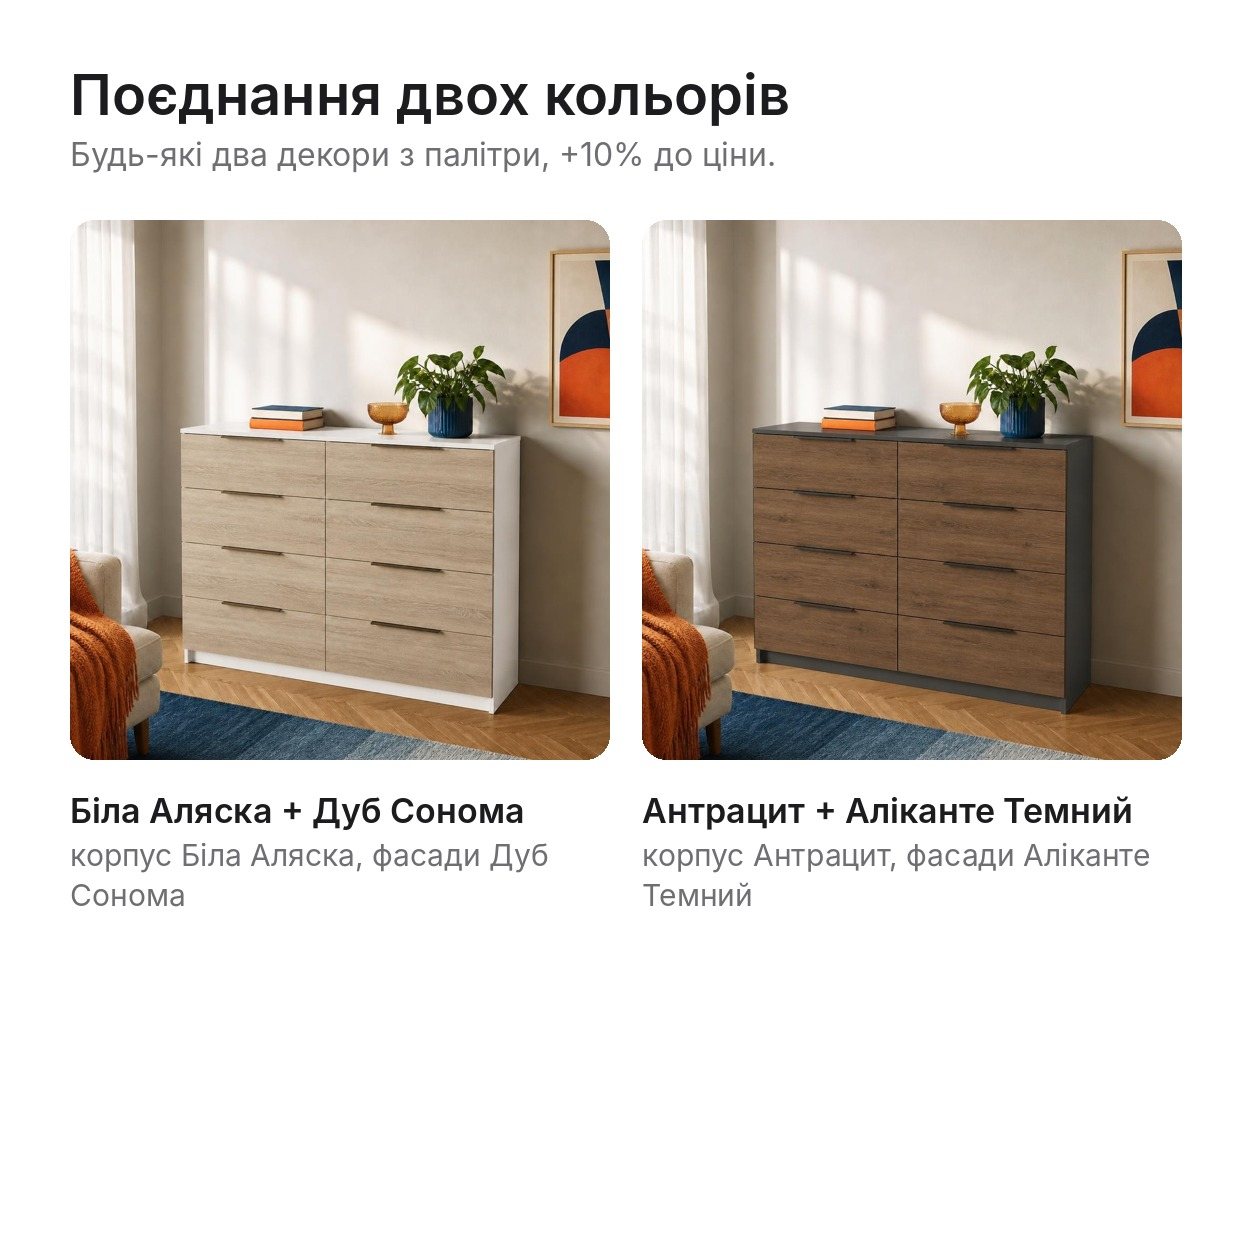 Поєднання двох кольорів
Будь-які два декори з палітри, +10% до ціни.
Біла Аляска + Дуб Сонома
корпус Біла Аляска, фасади Дуб
Сонома
Антрацит + Аліканте Темний
корпус Антрацит, фасади Аліканте
Темний